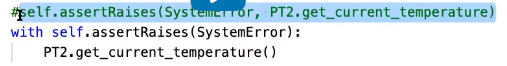 #self.assertRaises(SystemError, PT2.get_current_temperature)
with self.assertRaises(SystemError):
    PT2.get_current_temperature()